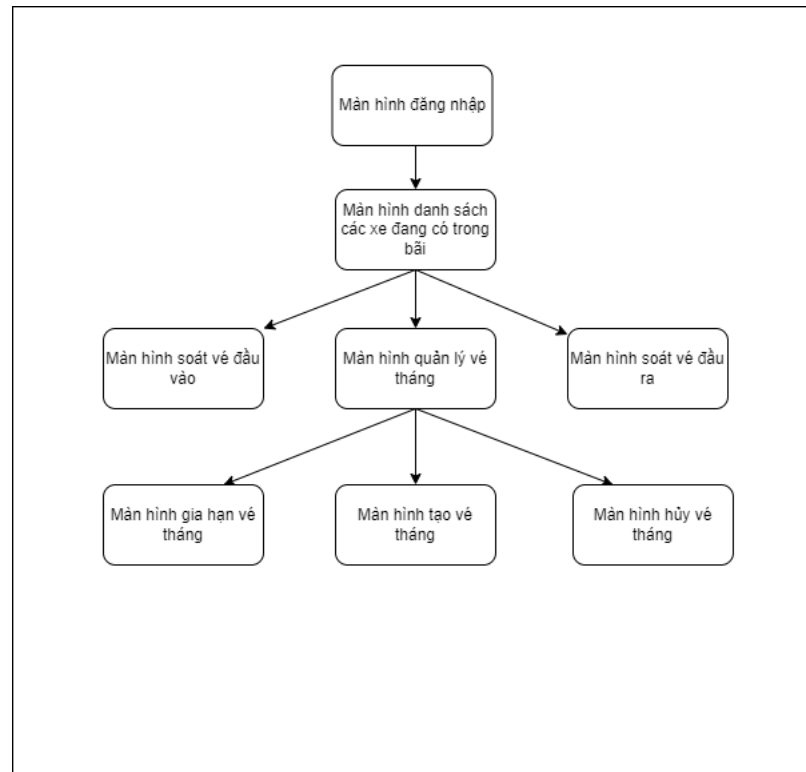 Màn hình đăng nhập
Màn hình danh sách
các xe đang có trong
bãi
Màn hình soát vé đầu
vào
Màn hình quản lý vé
tháng
Màn hình soát vé đầu
ra
Màn hình gia hạn vé
tháng
Màn hình tạo vé
tháng
Màn hình hủy vé
tháng